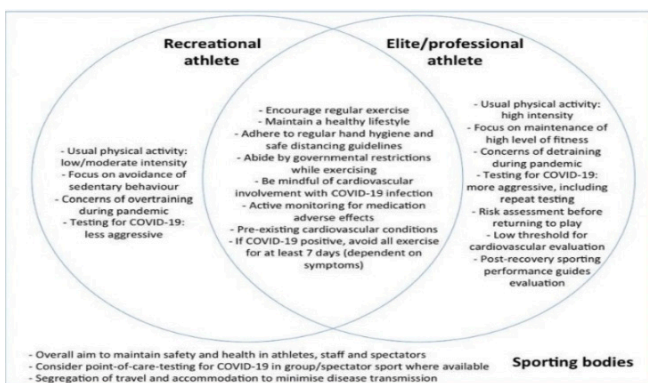 Recreational
athlete
Elite/professional
athlete
- Usual physical activity:
low/moderate intensity
- Focus on avoidance of
sedentary behaviour
- Concerns of overtraining
during pandemic
- Testing for COVID-19:
less aggressive
- Encourage regular exercise
- Maintain a healthy lifestyle
- Adhere to regular hand hygiene and
safe distancing guidelines
- Abide by governmental restrictions
while exercising
- Be mindful of cardiovascular
involvement with COVID-19 infection
- Active monitoring for medication
adverse effects
- Pre-existing cardiovascular conditions
- If COVID-19 positive, avoid all exercise
for at least 7 days (dependent on
symptoms)
- Usual physical activity:
high intensity
- Focus on maintenance of
high level of fitness
- Concerns of detraining
during pandemic
- Testing for COVID-19:
more aggressive, including
repeat testing
- Risk assessment before
returning to play
- Low threshold for
cardiovascular evaluation
- Post-recovery sporting
performance guides
evaluation
- Overall aim to maintain safety and health in athletes, staff and spectators
- Consider point-of-care-testing for COVID-19 in group/spectator sport where available
- Segregation of travel and accommodation to minimise disease transmission
Sporting bodies